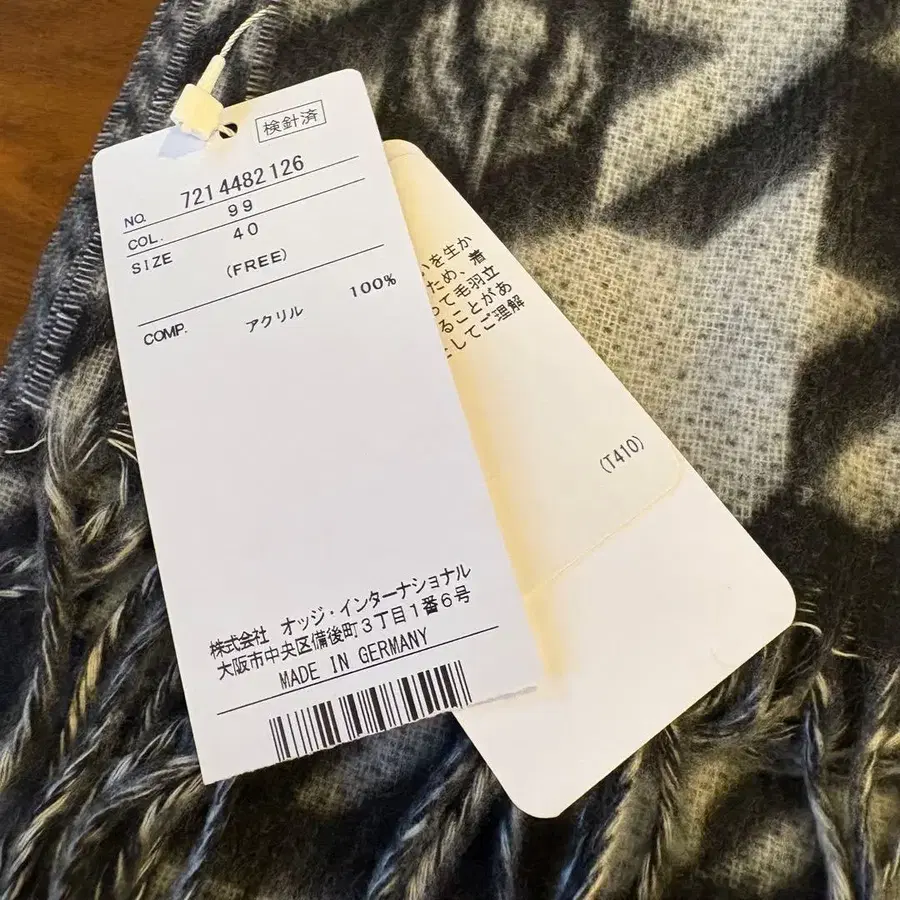 検針済
NO. 721 4482 126
COL. 99
SIZE 40
(FREE)
COMP. アクリル 100%
株式会社 オッジ・インターナショナル
大阪市中央区備後町3丁目1番6号
MADE IN GERMANY
いを生か
ため、着
って毛羽立
ることがあ
としてご理解
(T410)